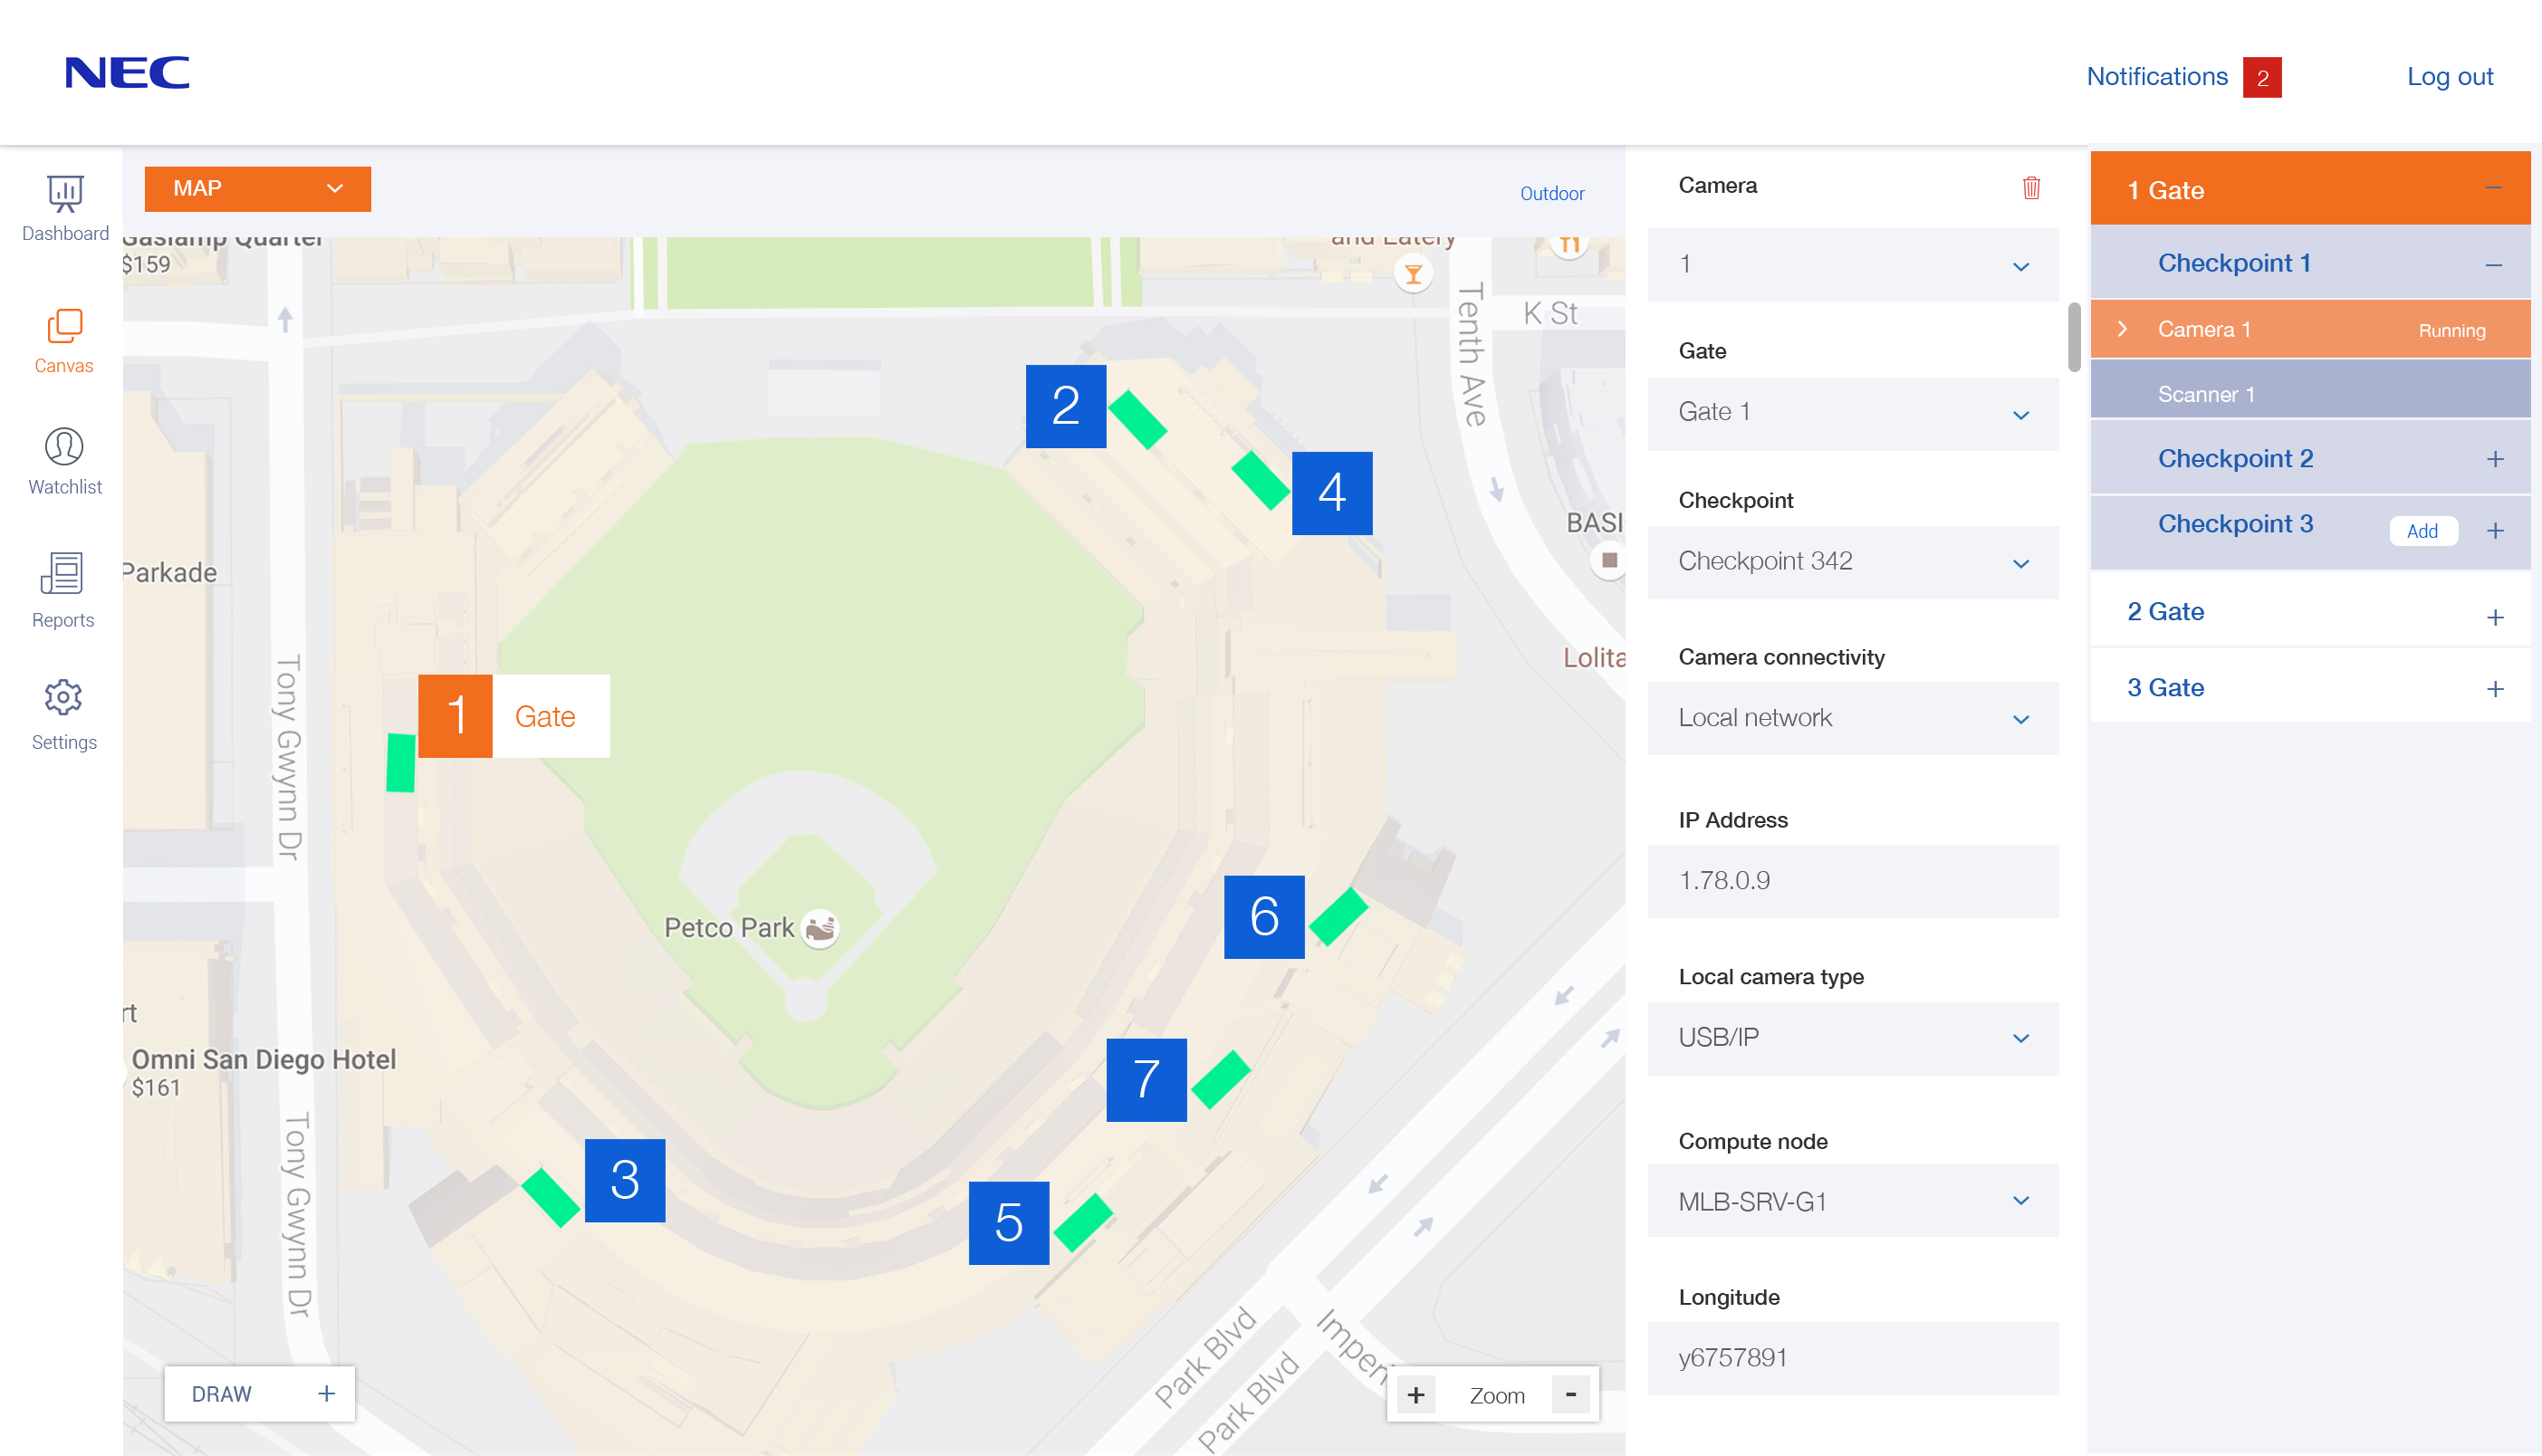 NEC
Notifications 2
Log out
Dashboard
Canvas
Watchlist
Reports
Settings
MAP
Outdoor
Gaslamp Quarter
$159
and Eatery
K St
Tenth Ave
2
4
BASI
Parkade
Lolita
Tony Gwynn Dr
1 Gate
6
Petco Park
rt
Omni San Diego Hotel
$161
7
Tony Gwynn Dr
3
5
Park Blvd
Park Blvd
Imperi
DRAW +
+ Zoom -
Camera
1
Gate
Gate 1
Checkpoint
Checkpoint 342
Camera connectivity
Local network
IP Address
1.78.0.9
Local camera type
USB/IP
Compute node
MLB-SRV-G1
Longitude
y6757891
1 Gate −
Checkpoint 1 −
Camera 1 Running
Scanner 1
Checkpoint 2 +
Checkpoint 3 Add +
2 Gate +
3 Gate +